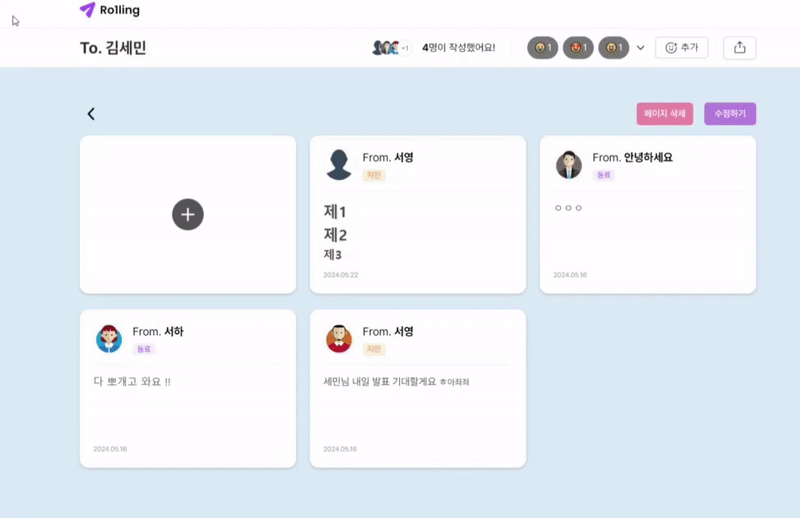 Rolling
To. 김세민
+1
4명이 작성했어요!
1
1
1
추가
페이지 삭제
수정하기
From. 서영
지인
제1
제2
제3
2024.05.22
From. 안녕하세요
동료
ㅇㅇㅇ
2024.05.16
From. 서하
동료
다 뽀개고 와요 !!
2024.05.16
From. 서영
지인
세민님 내일 발표 기대할게요 ㅎ아좌좌
2024.05.16